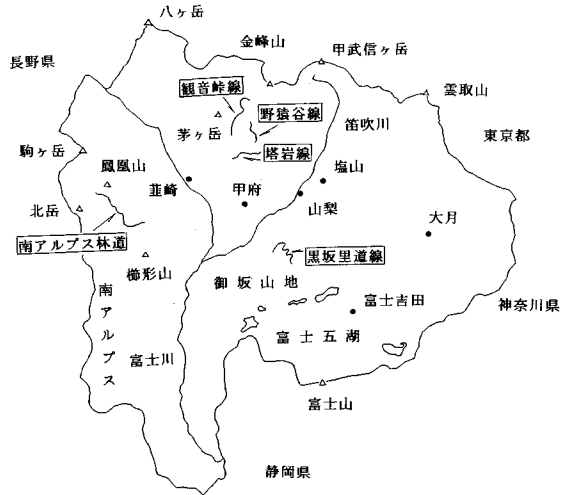 八ヶ岳
金峰山
甲武信ヶ岳
長野県
観音峠線
雲取山
野猿谷線
笛吹川
茅ヶ岳
東京都
駒ヶ岳
鳳凰山
塔岩線
塩山
韮崎
甲府
山梨
北岳
大月
南アルプス林道
黒坂里道線
櫛形山
御坂山地
南アルプス
富士吉田
神奈川県
富士五湖
富士川
富士山
静岡県